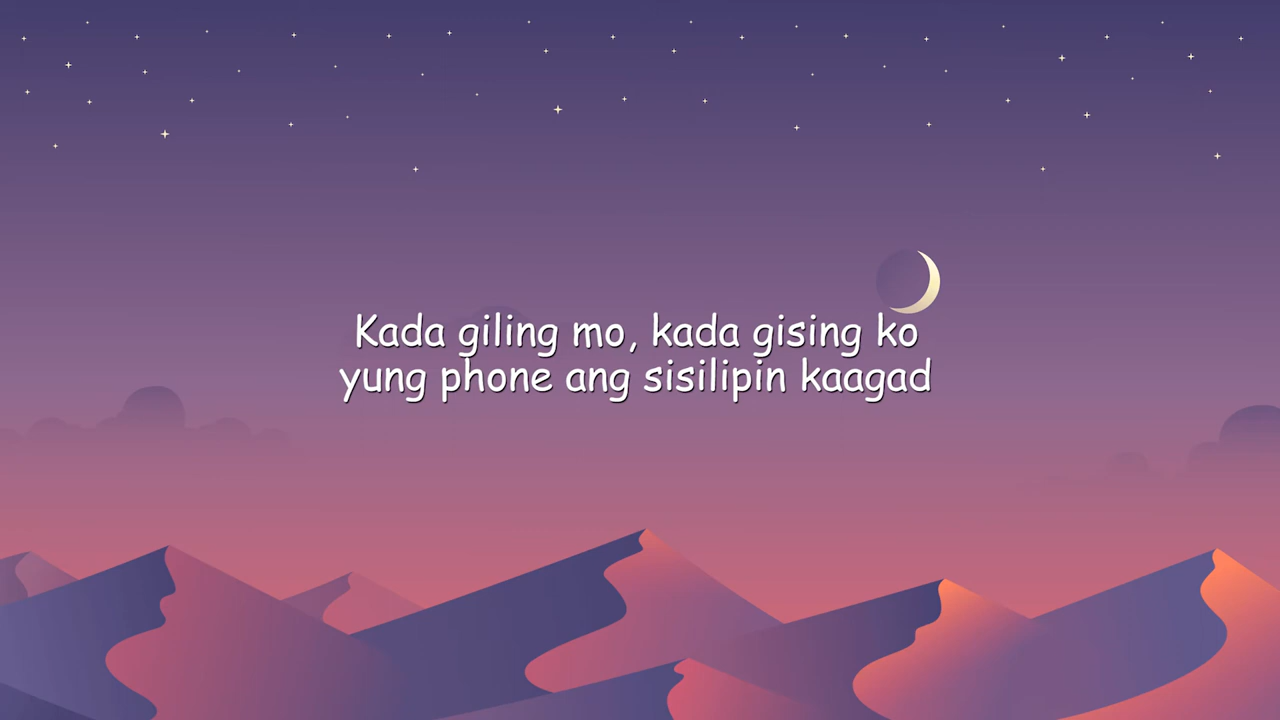 Kada giling mo, kada gising ko
yung phone ang sisilipin kaagad